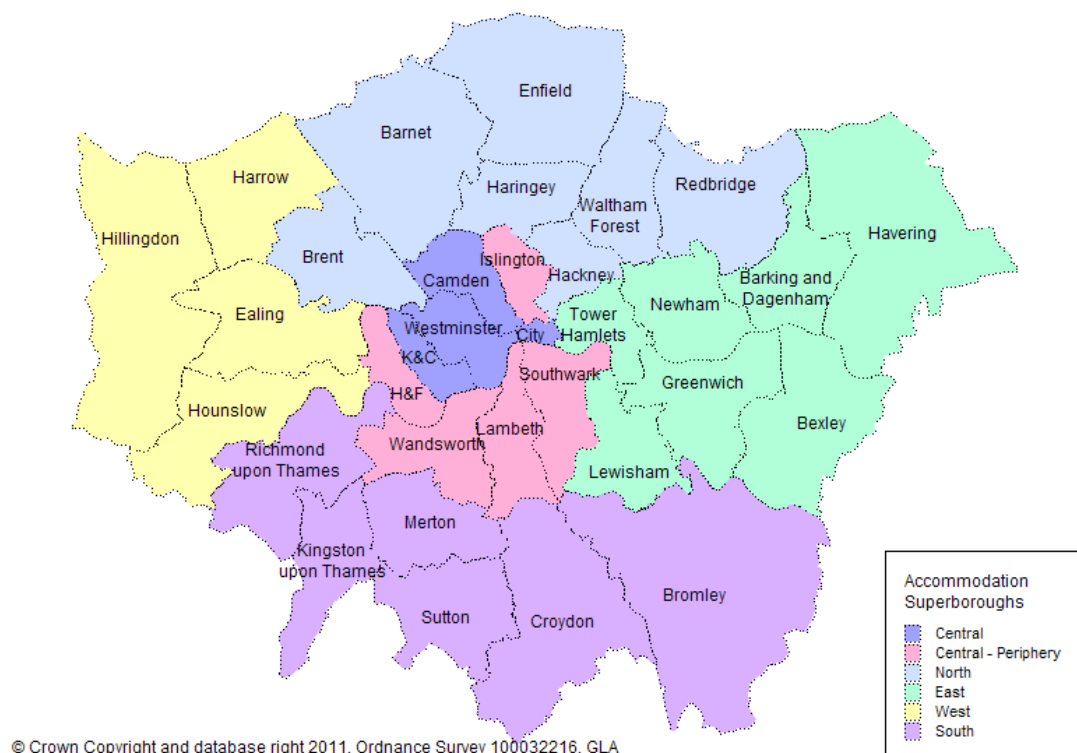 Enfield
Barnet
Harrow
Haringey
Redbridge
Waltham
Forest
Hillingdon
Havering
Brent
Islington
Camden
Hackney
Barking and
Dagenham
Newham
Ealing
Tower
Hamlets
Westminster
City
K&C
Southwark
Greenwich
H&F
Hounslow
Lambeth
Bexley
Wandsworth
Richmond
upon Thames
Lewisham
Merton
Kingston
upon Thames
Bromley
Sutton
Croydon
Accommodation
Superboroughs
Central
Central - Periphery
North
East
West
South
© Crown Copyright and database right 2011. Ordnance Survey 100032216, GLA